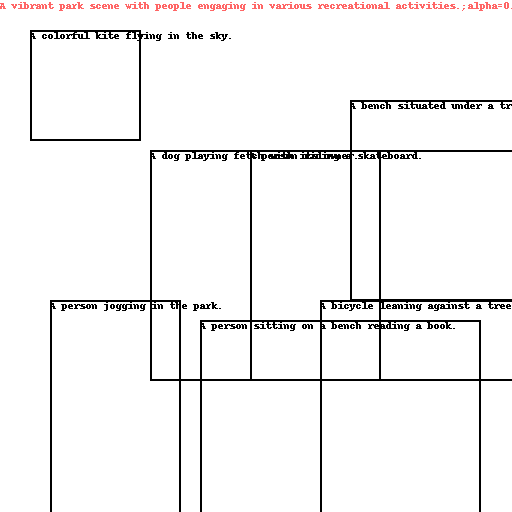 A vibrant park scene with people engaging in various recreational activities.;alpha=0.
A colorful kite flying in the sky.
A bench situated under a tr
A dog playing fetch with its owner.
A person riding a skateboard.
A person jogging in the park.
A bicycle leaning against a tree
A person sitting on a bench reading a book.